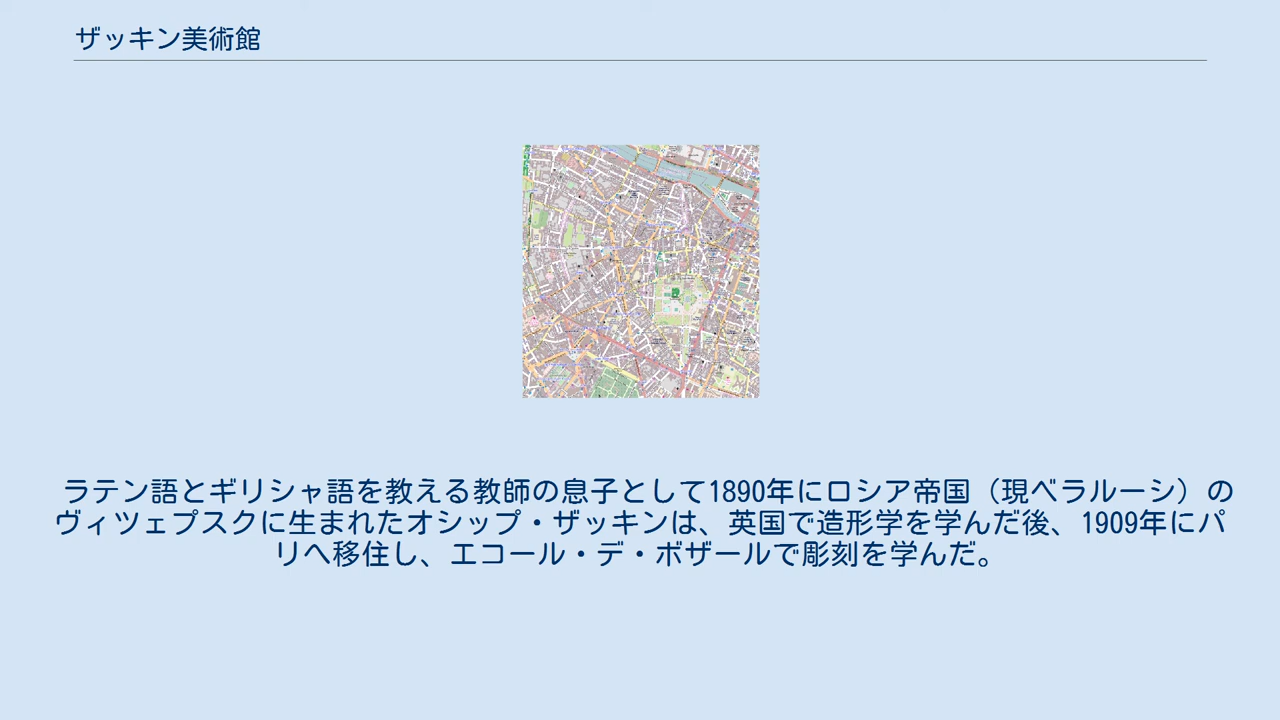 ザッキン美術館
ラテン語とギリシャ語を教える教師の息子として1890年にロシア帝国（現ベラルーシ）の
ヴィツェプスクに生まれたオシップ・ザッキンは、英国で造形学を学んだ後、1909年にパ
リへ移住し、エコール・デ・ボザールで彫刻を学んだ。